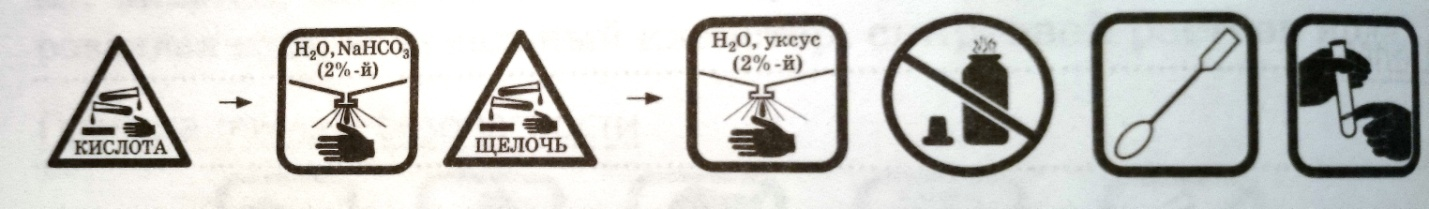 КИСЛОТА
H₂O, NaHCO₃
(2%-й)
ЩЕЛОЧЬ
H₂O, уксус
(2%-й)